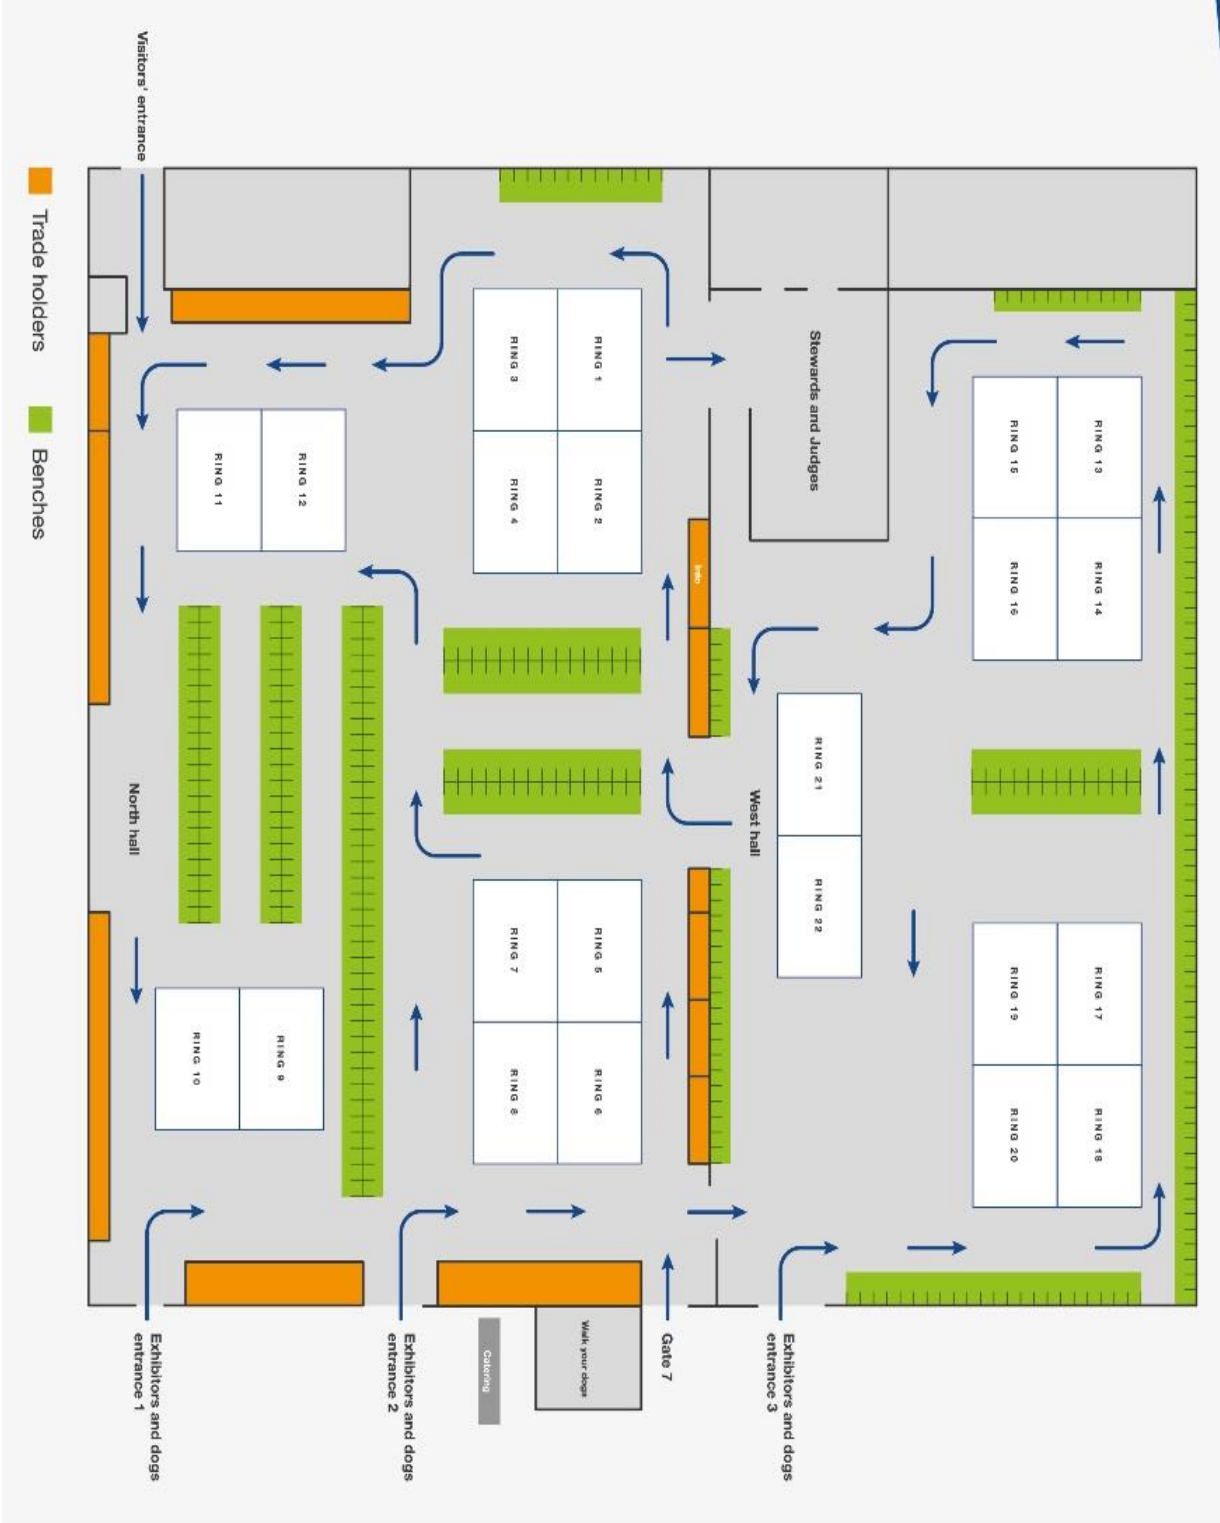 RING 13
RING 14
RING 17
RING 18
RING 15
RING 16
RING 19
RING 20
Stewards and Judges
RING 21
RING 22
Exhibitors and dogs
entrance 3
West hall
Info
Gate 7
RING 1
RING 2
RING 5
RING 6
Walk your dogs
RING 3
RING 4
RING 7
RING 8
Catering
Exhibitors and dogs
entrance 2
RING 12
RING 9
RING 11
RING 10
Visitors' entrance
North hall
Exhibitors and dogs
entrance 1
Trade holders
Benches